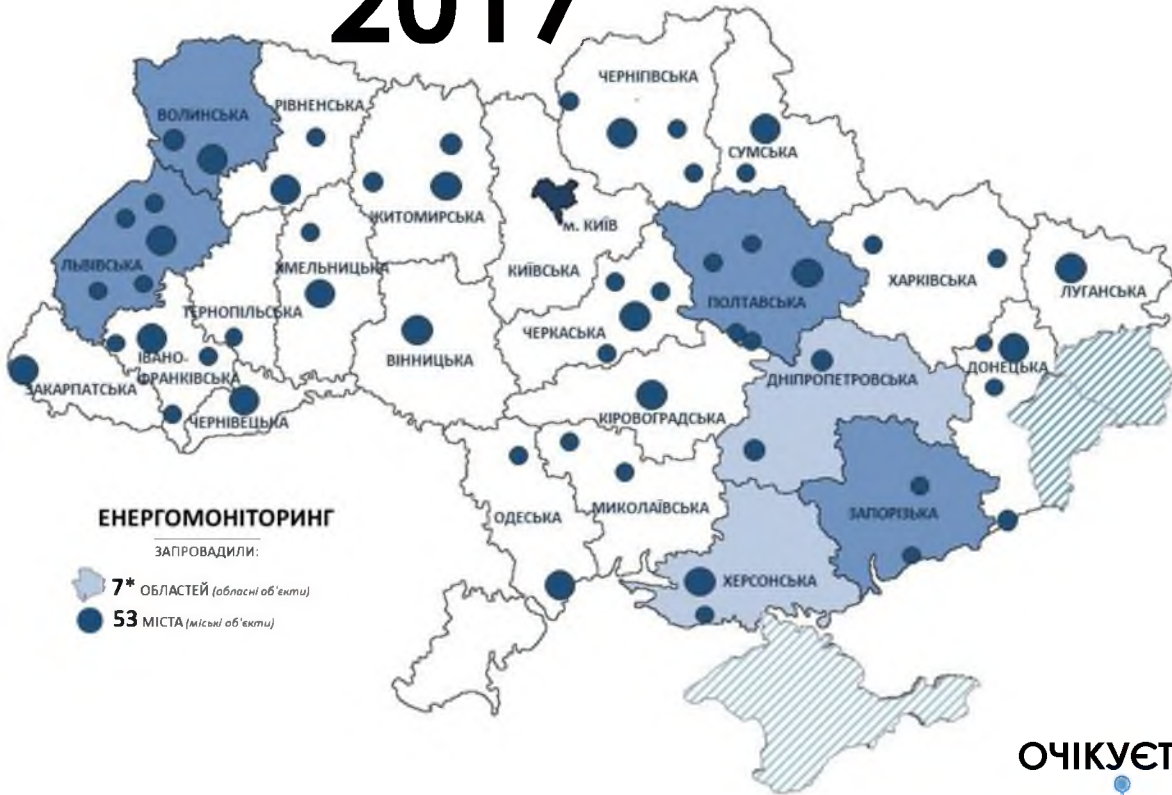 2017
ЧЕРНІГІВСЬКА
ВОЛИНСЬКА
РІВНЕНСЬКА
СУМСЬКА
ЖИТОМИРСЬКА
м. КИЇВ
КИЇВСЬКА
ЛЬВІВСЬКА
ХМЕЛЬНИЦЬКА
ХАРКІВСЬКА
ЛУГАНСЬКА
ТЕРНОПІЛЬСЬКА
ПОЛТАВСЬКА
ЧЕРКАСЬКА
ВІННИЦЬКА
ІВАНО-
ФРАНКІВСЬКА
ДОНЕЦЬКА
ДНІПРОПЕТРОВСЬКА
ЗАКАРПАТСЬКА
ЧЕРНІВЕЦЬКА
КІРОВОГРАДСЬКА
МИКОЛАЇВСЬКА
ОДЕСЬКА
ЗАПОРІЗЬКА
ХЕРСОНСЬКА
ЕНЕРГОМОНІТОРИНГ
ЗАПРОВАДИЛИ:
7* ОБЛАСТЕЙ (обласні об'єкти)
53 МІСТА (міські об'єкти)
ОЧІКУЄТ